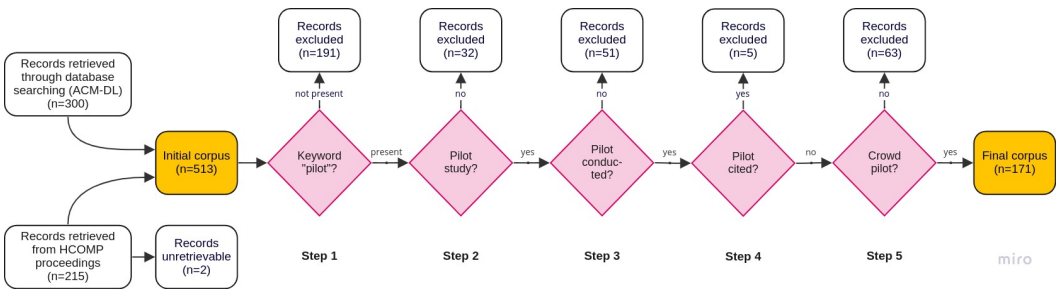 Records retrieved
through database
searching (ACM-DL)
(n=300)
Records retrieved
from HCOMP
proceedings
(n=215)
Records
unretrievable
(n=2)
Initial corpus
(n=513)
Records
excluded
(n=191)
not present
Keyword
"pilot"?
present
Step 1
Records
excluded
(n=32)
no
Pilot
study?
yes
Step 2
Records
excluded
(n=51)
no
Pilot
conduc-
ted?
yes
Step 3
Records
excluded
(n=5)
yes
Pilot
cited?
no
Step 4
Records
excluded
(n=63)
no
Crowd
pilot?
yes
Step 5
Final corpus
(n=171)
miro